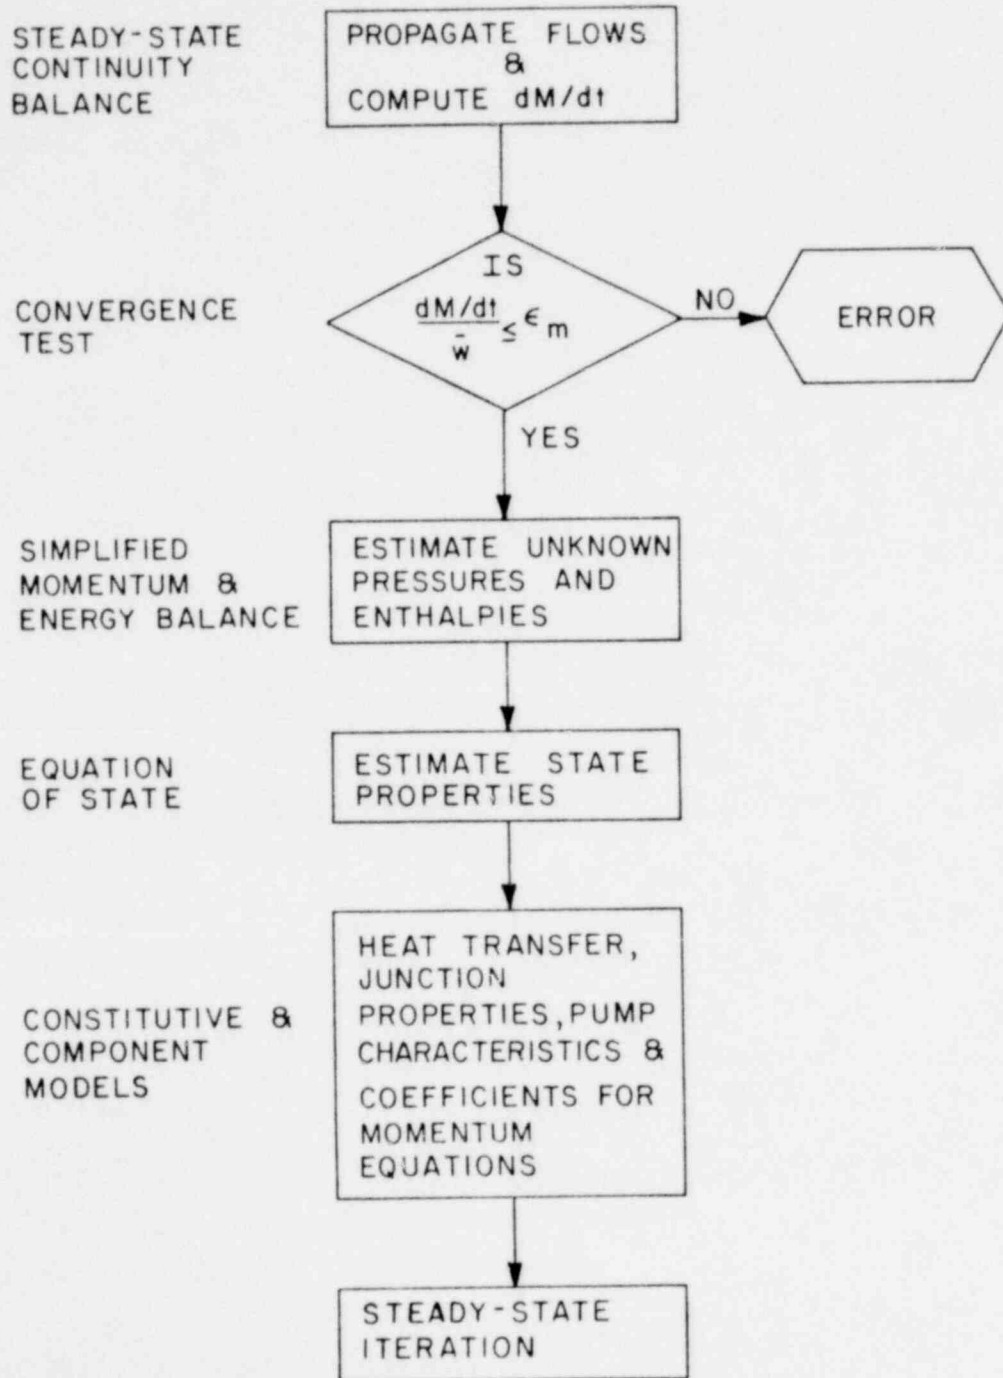 STEADY-STATE
CONTINUITY
BALANCE
PROPAGATE FLOWS
&
COMPUTE dM/dt
CONVERGENCE
TEST
IS
dM/dt
w̄
≤ ϵm
NO
ERROR
YES
SIMPLIFIED
MOMENTUM &
ENERGY BALANCE
ESTIMATE UNKNOWN
PRESSURES AND
ENTHALPIES
EQUATION
OF STATE
ESTIMATE STATE
PROPERTIES
CONSTITUTIVE &
COMPONENT
MODELS
HEAT TRANSFER,
JUNCTION
PROPERTIES, PUMP
CHARACTERISTICS &
COEFFICIENTS FOR
MOMENTUM
EQUATIONS
STEADY-STATE
ITERATION